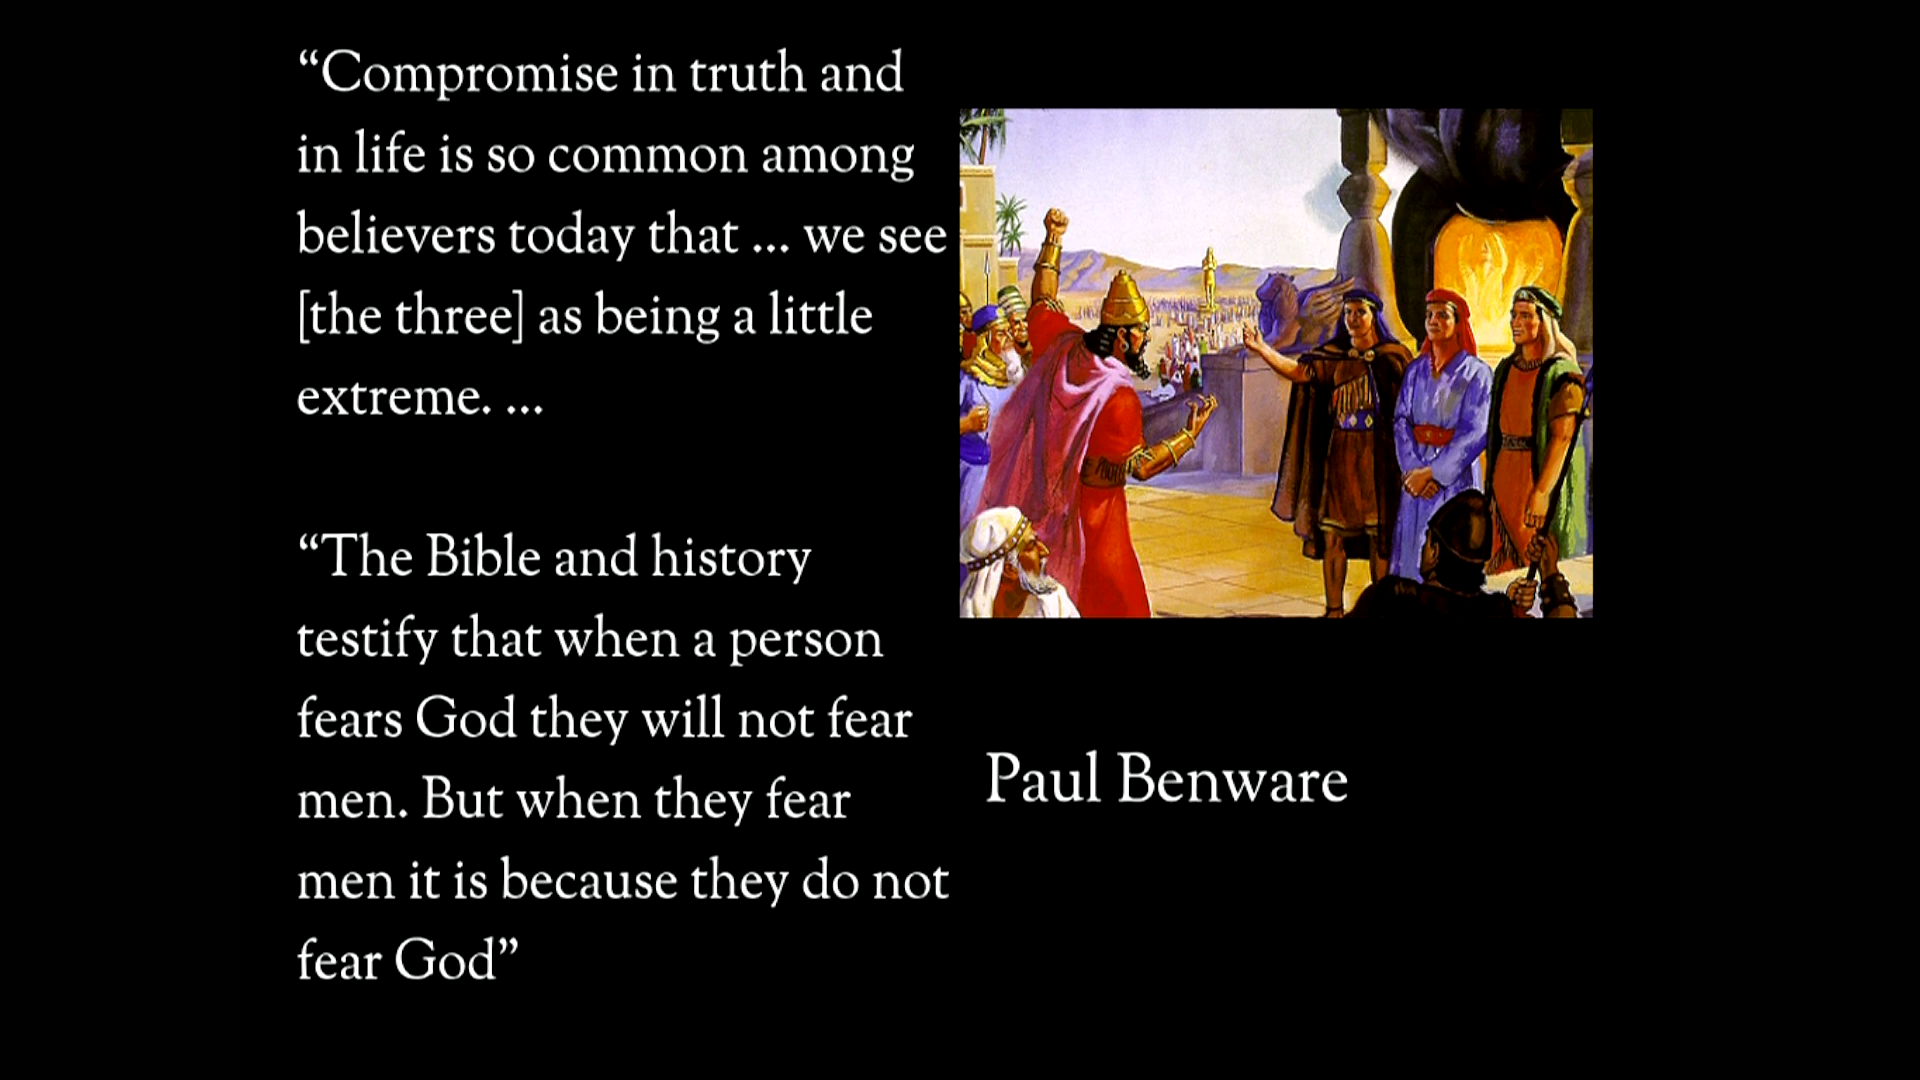 “Compromise in truth and
in life is so common among
believers today that ... we see
[the three] as being a little
extreme. ...
“The Bible and history
testify that when a person
fears God they will not fear
men. But when they fear
men it is because they do not
fear God”
Paul Benware